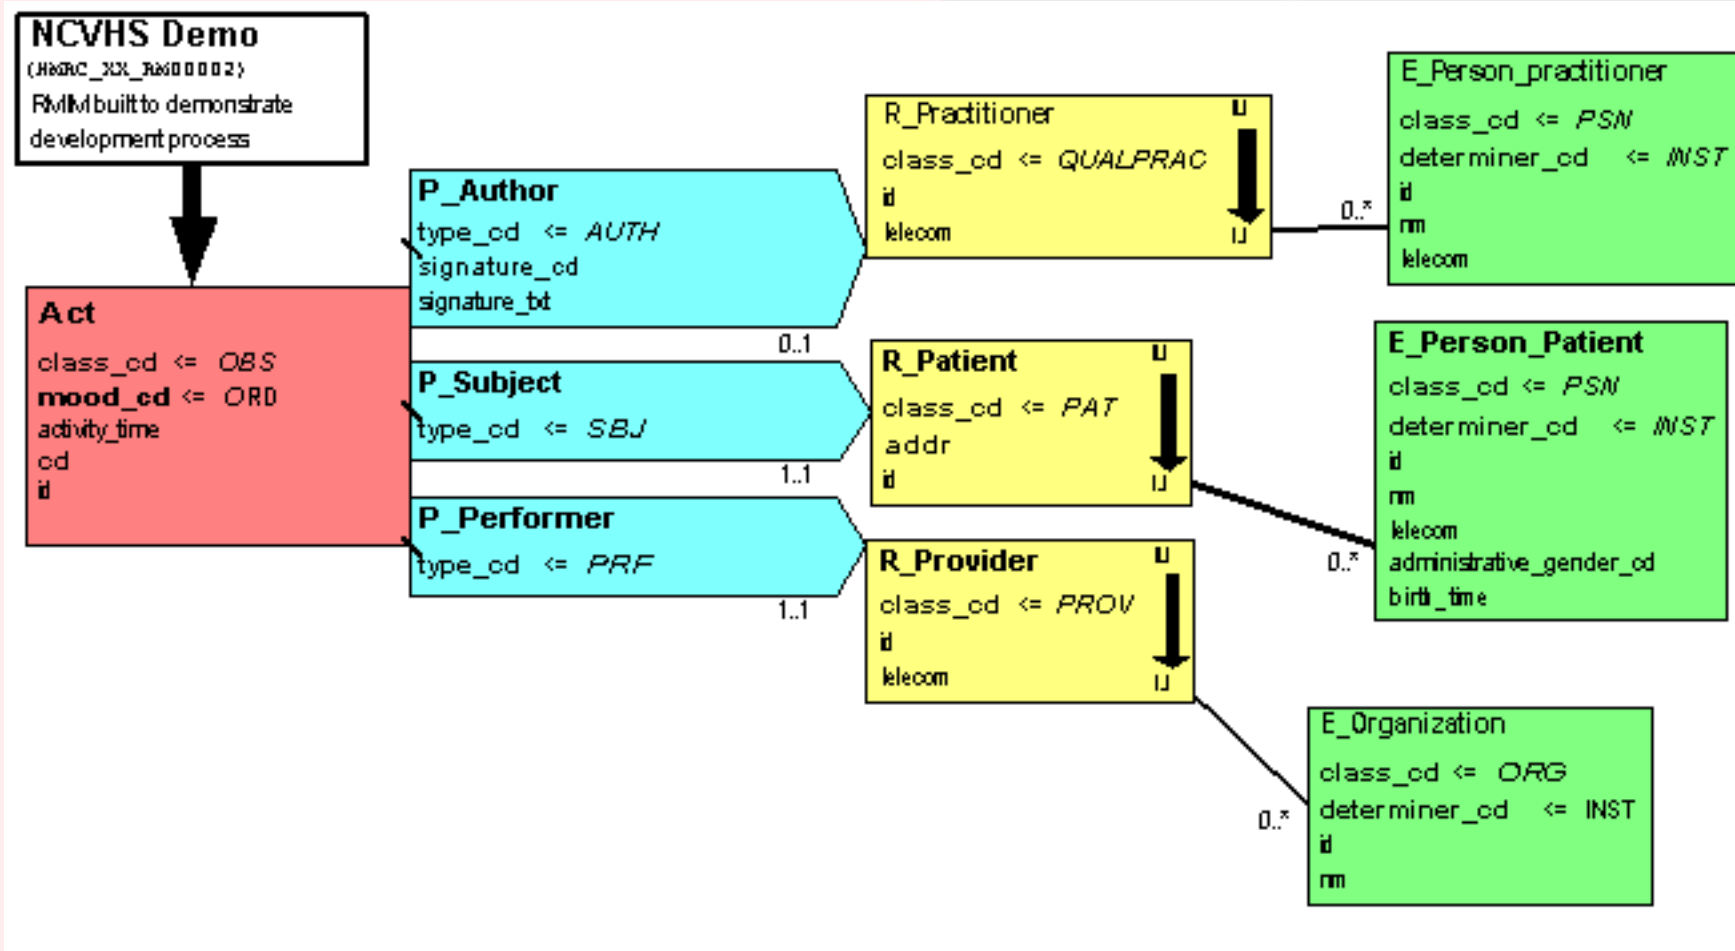 NCVHS Demo
(HMRC_XX_RM00002)
RMIM built to demonstrate
development process
Act
class_cd <= OBS
mood_cd <= ORD
activity_time
cd
id
P_Author
type_cd <= AUTH
signature_cd
signature_txt
0..1
P_Subject
type_cd <= SBJ
1..1
P_Performer
type_cd <= PRF
1..1
R_Practitioner
class_cd <= QUALPRAC
id
telecom
R_Patient
class_cd <= PAT
addr
id
R_Provider
class_cd <= PROV
id
telecom
0..*
E_Person_practitioner
class_cd <= PSN
determiner_cd <= INST
id
nm
telecom
0..*
E_Person_Patient
class_cd <= PSN
determiner_cd <= INST
id
nm
telecom
administrative_gender_cd
birth_time
0..*
E_Organization
class_cd <= ORG
determiner_cd <= INST
id
nm